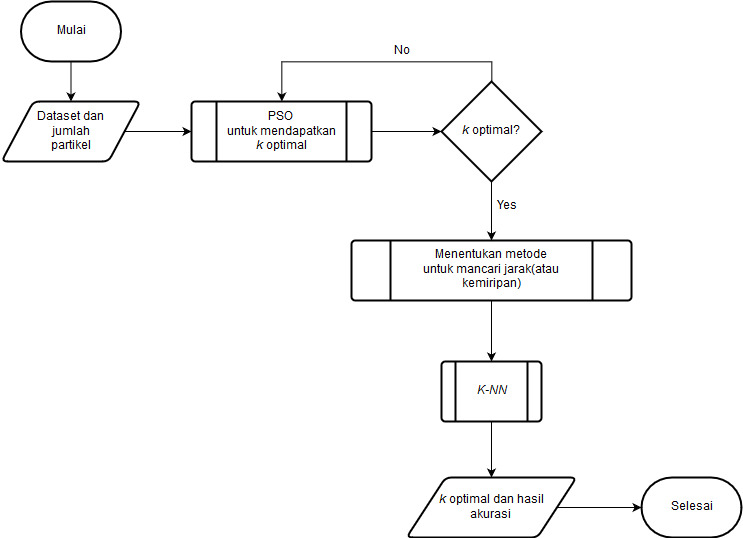 Mulai
No
Dataset dan
jumlah
partikel
PSO
untuk mendapatkan
k optimal
k optimal?
Yes
Menentukan metode
untuk mancari jarak(atau
kemiripan)
K-NN
k optimal dan hasil
akurasi
Selesai